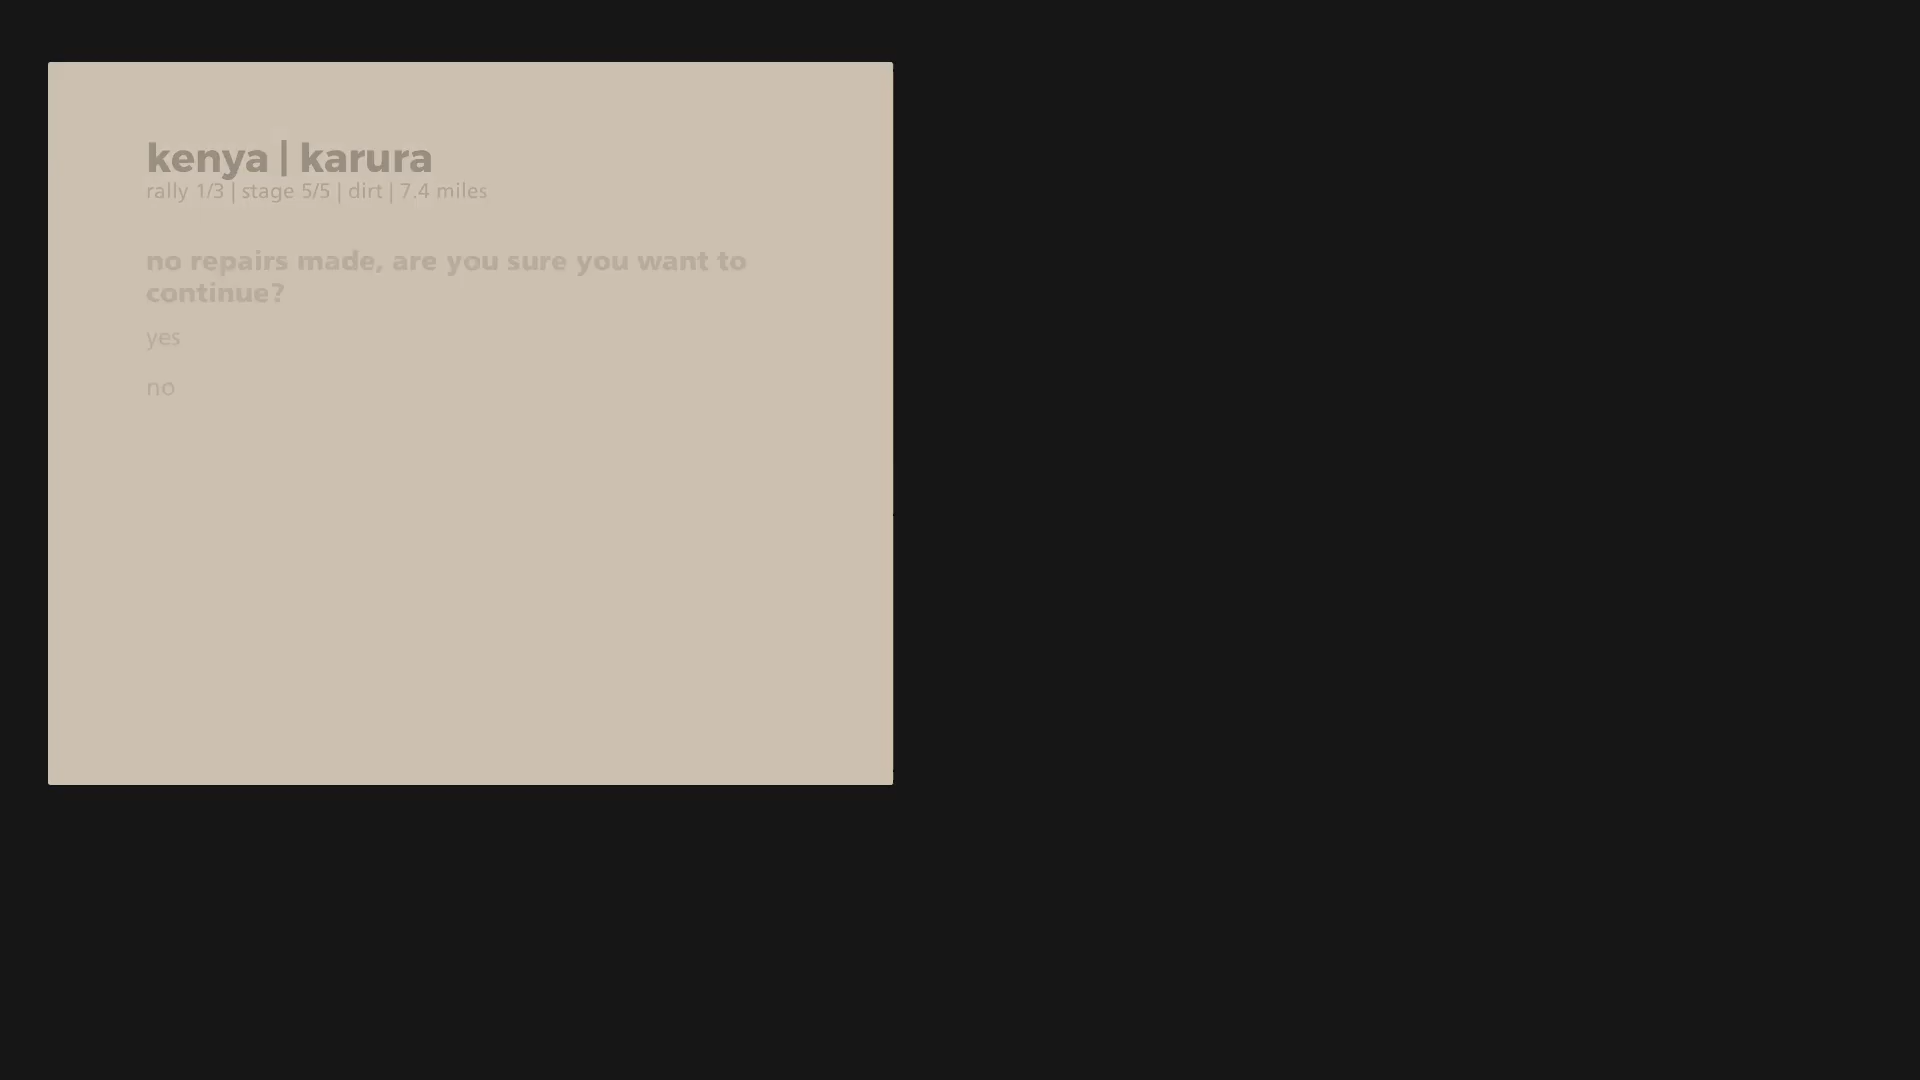 kenya | karura
rally 1/3 | stage 5/5 | dirt | 7.4 miles
no repairs made, are you sure you want to
continue?
yes
no